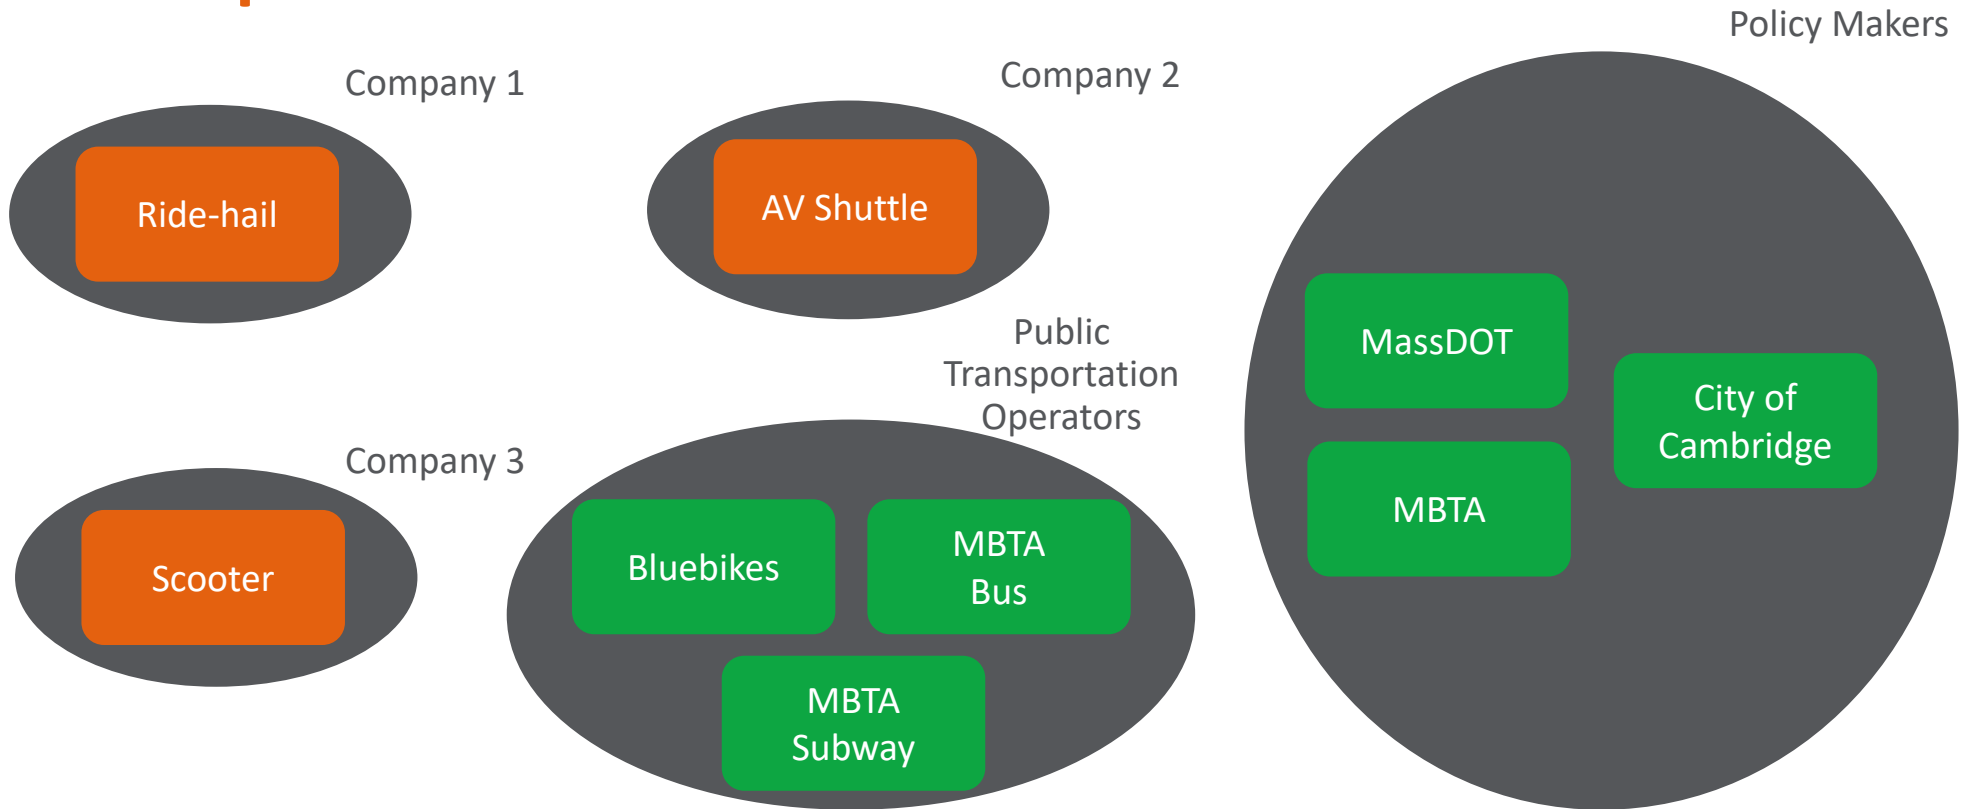 Policy Makers
Company 1
Company 2
Ride-hail
AV Shuttle
Public
Transportation
Operators
MassDOT
City of
Cambridge
MBTA
Company 3
Scooter
Bluebikes
MBTA
Bus
MBTA
Subway